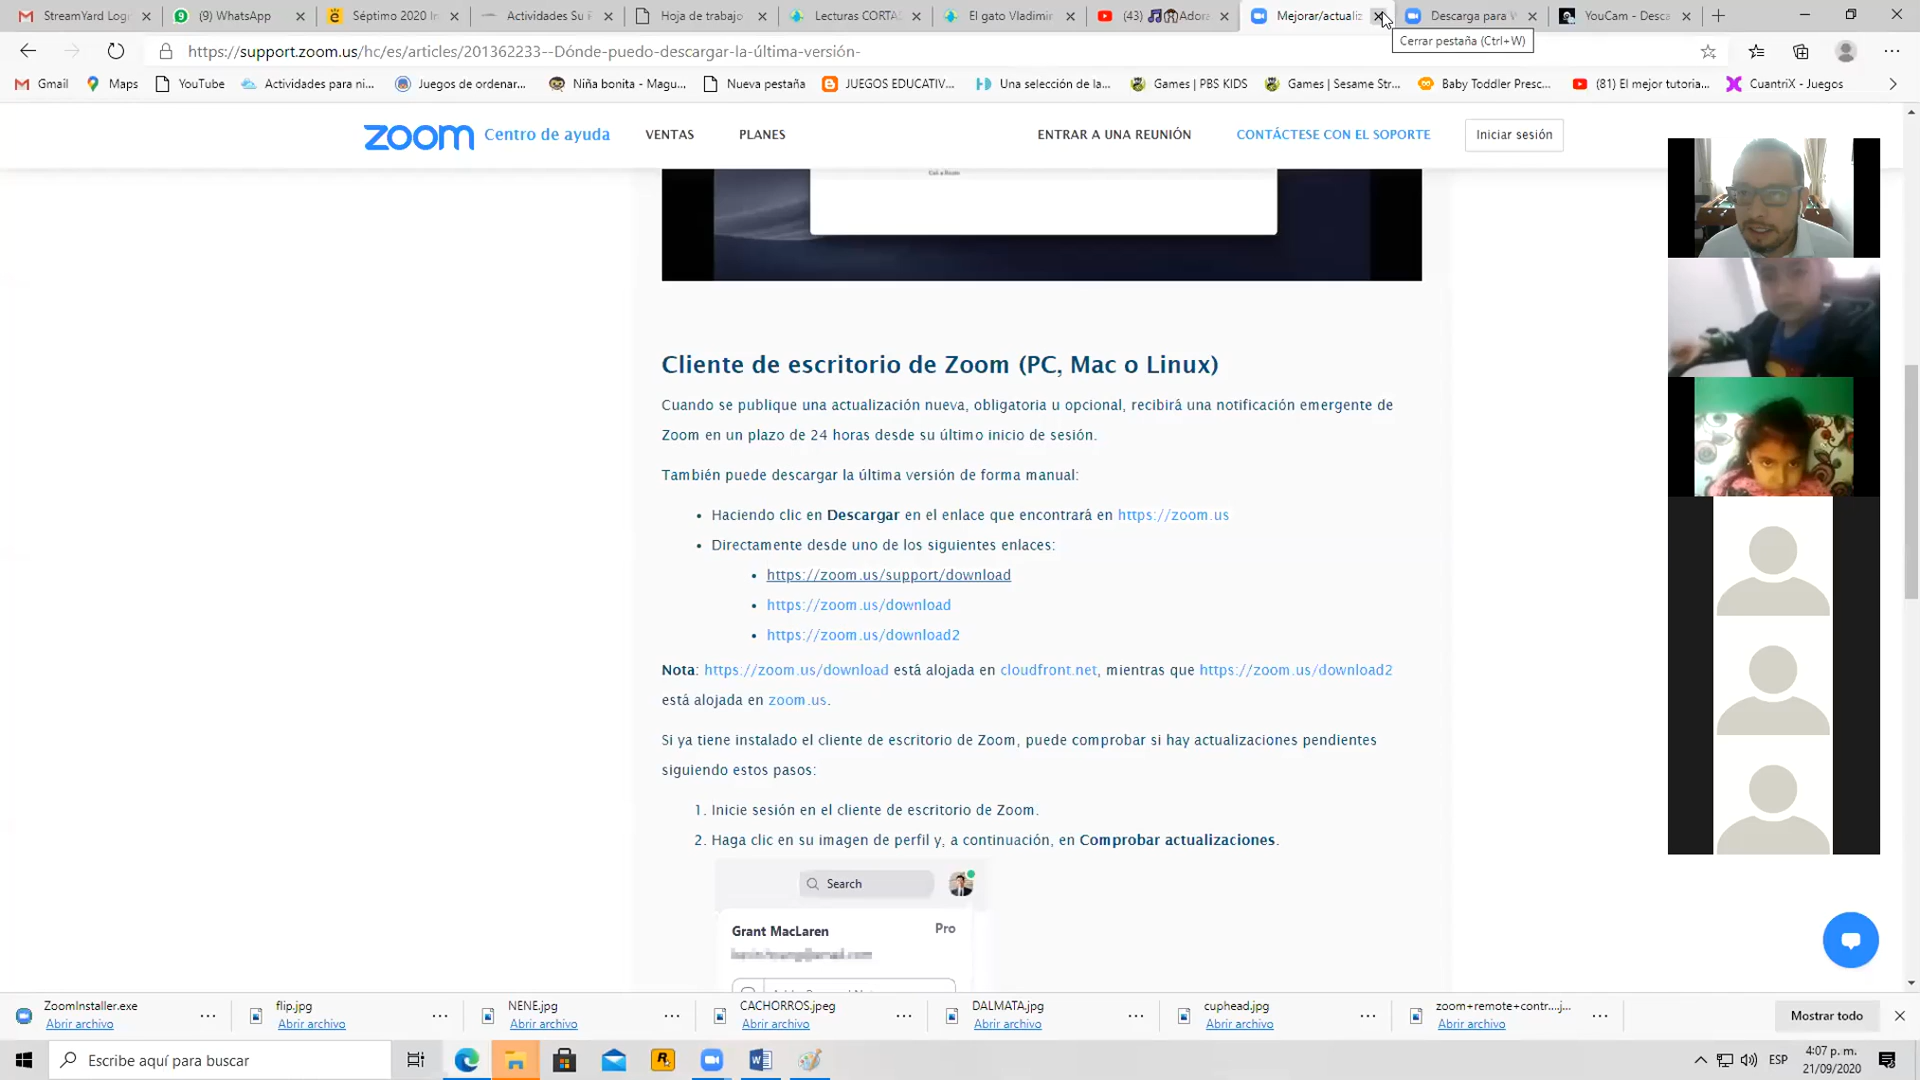 StreamYard Logi
(9) WhatsApp
Séptimo 2020 In
Actividades Su F
Hoja de trabajo
Lecturas CORTA
El gato Vladimir
(43) Adora
Mejorar/actualiz
Descarga para W
YouCam - Desca
Cerrar pestaña (Ctrl+W)
https://support.zoom.us/hc/es/articles/201362233--Dónde-puedo-descargar-la-última-versión-
Gmail
Maps
YouTube
Actividades para ni...
Juegos de ordenar...
Niña bonita - Magu...
Nueva pestaña
JUEGOS EDUCATIV...
Una selección de la...
Games | PBS KIDS
Games | Sesame Str...
Baby Toddler Presc...
(81) El mejor tutoria...
CuantriX - Juegos
zoom Centro de ayuda
VENTAS
PLANES
ENTRAR A UNA REUNIÓN
CONTÁCTESE CON EL SOPORTE
Iniciar sesión
Cliente de escritorio de Zoom (PC, Mac o Linux)
Cuando se publique una actualización nueva, obligatoria u opcional, recibirá una notificación emergente de
Zoom en un plazo de 24 horas desde su último inicio de sesión.
También puede descargar la última versión de forma manual:
• Haciendo clic en Descargar en el enlace que encontrará en https://zoom.us
• Directamente desde uno de los siguientes enlaces:
• https://zoom.us/support/download
• https://zoom.us/download
• https://zoom.us/download2
Nota: https://zoom.us/download está alojada en cloudfront.net, mientras que https://zoom.us/download2
está alojada en zoom.us.
Si ya tiene instalado el cliente de escritorio de Zoom, puede comprobar si hay actualizaciones pendientes
siguiendo estos pasos:
1. Inicie sesión en el cliente de escritorio de Zoom.
2. Haga clic en su imagen de perfil y, a continuación, en Comprobar actualizaciones.
Search
Grant MacLaren
Pro
ZoomInstaller.exe
Abrir archivo
flip.jpg
Abrir archivo
NENE.jpg
Abrir archivo
CACHORROS.jpeg
Abrir archivo
DALMATA.jpg
Abrir archivo
cuphead.jpg
Abrir archivo
zoom+remote+contr....j...
Abrir archivo
Mostrar todo
Escribe aquí para buscar
ESP
4:07 p. m.
21/09/2020